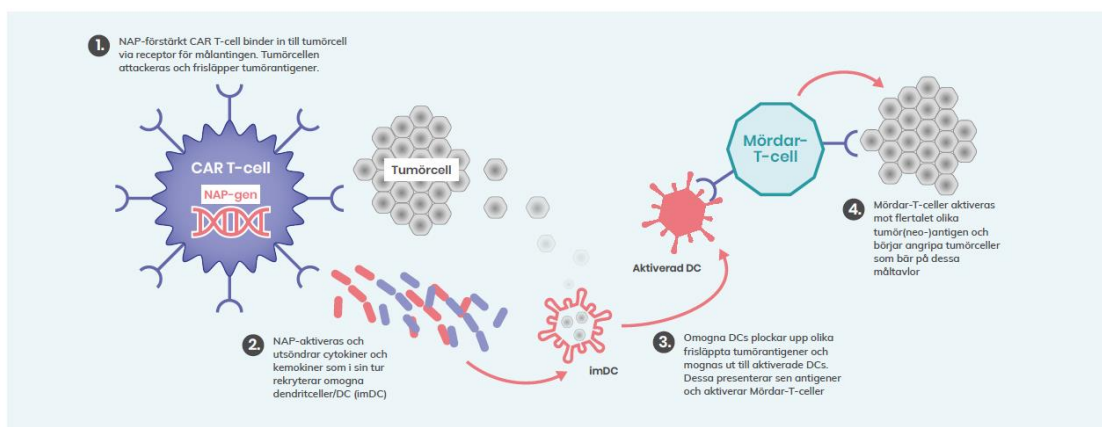 1.
NAP-förstärkt CAR T-cell binder in till tumörcell
via receptor för målantingen. Tumörcellen
attackeras och frisläpper tumörantigener.
CAR T-cell
NAP-gen
Tumörcell
2.
NAP-aktiveras och
utsöndrar cytokiner och
kemokiner som i sin tur
rekryterar omogna
dendritceller/DC (imDC)
imDC
3.
Omogna DCs plockar upp olika
frisläppta tumörantigener och
mognas ut till aktiverade DCs.
Dessa presenterar sen antigener
och aktiverar Mördar-T-celler
Aktiverad DC
Mördar-
T-cell
4.
Mördar-T-celler aktiveras
mot flertalet olika
tumör(neo-)antigen och
börjar angripa tumörceller
som bär på dessa
måltavlor